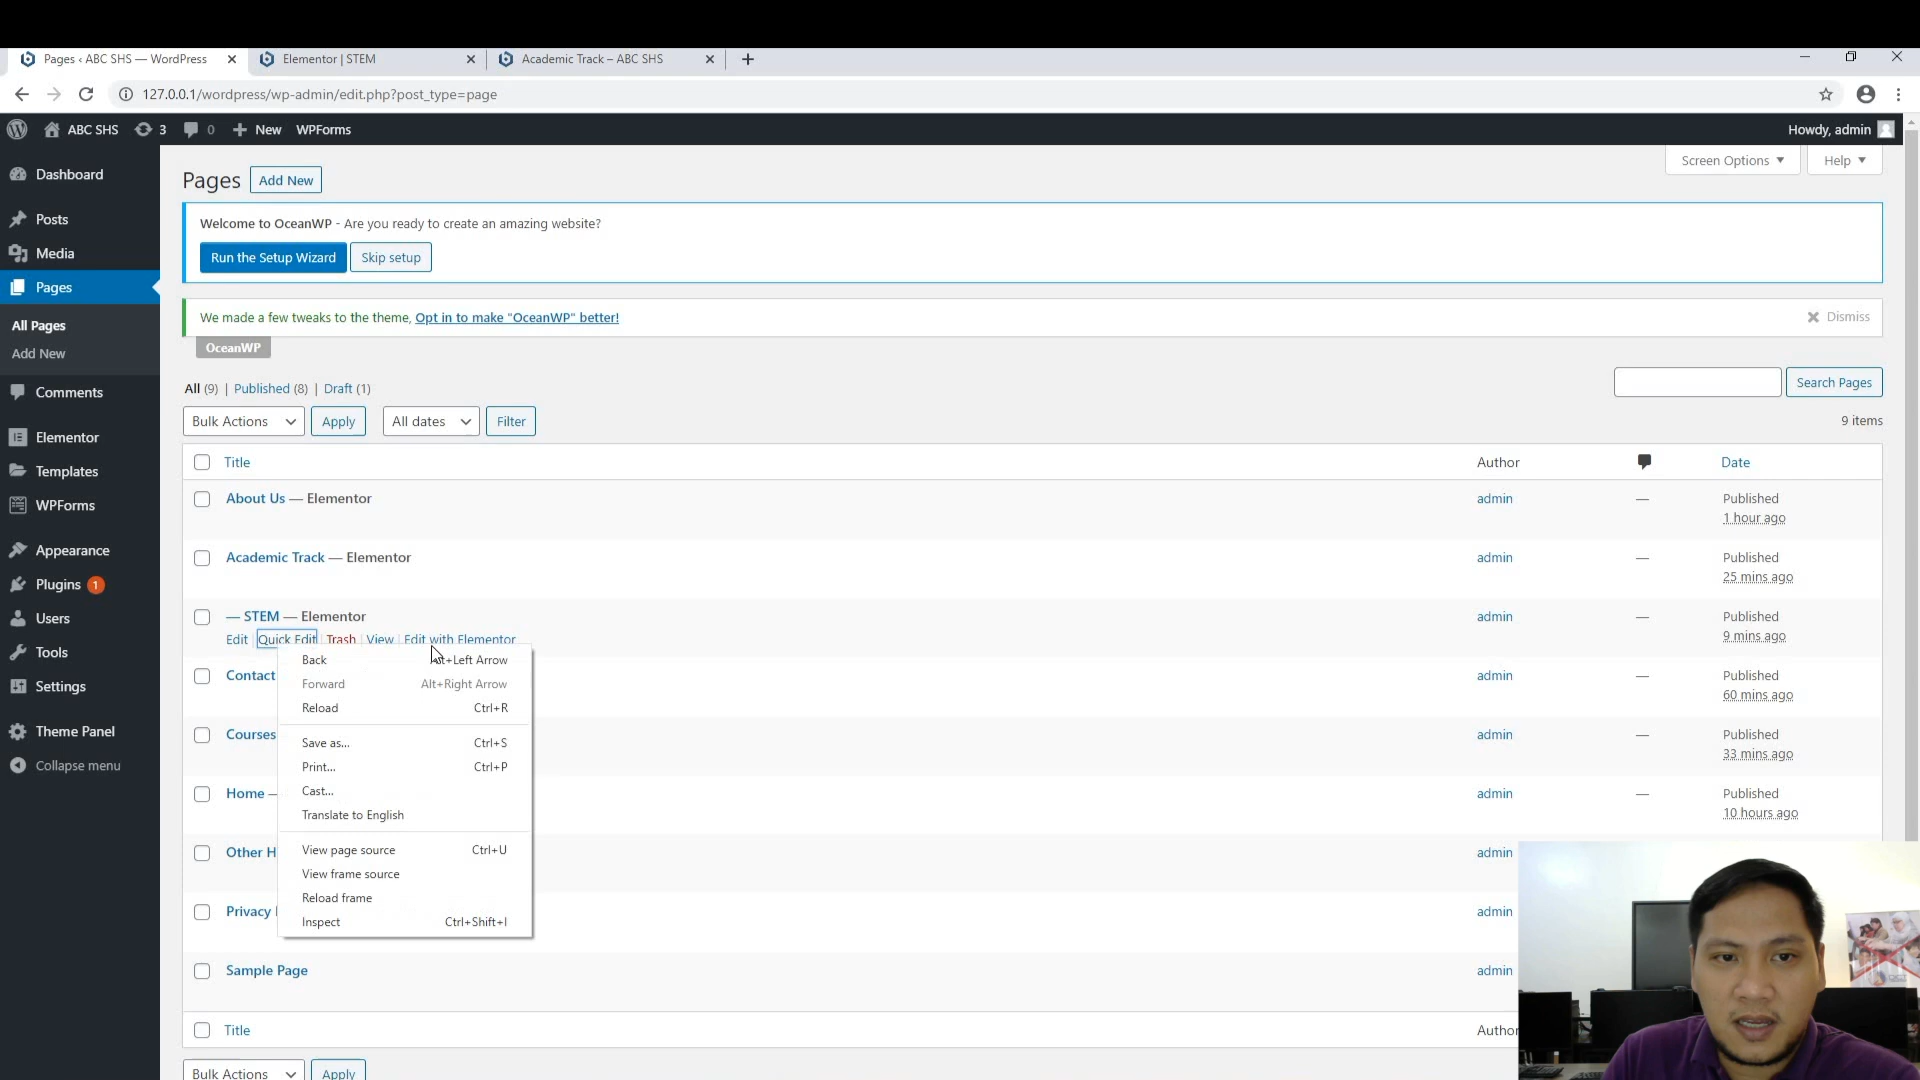 Pages ‹ ABC SHS — WordPress
Elementor | STEM
Academic Track – ABC SHS
127.0.0.1/wordpress/wp-admin/edit.php?post_type=page
ABC SHS 3 0 New WPForms
Howdy, admin
Screen Options
Help
Dashboard
Posts
Media
Pages
All Pages
Add New
Comments
Elementor
Templates
WPForms
Appearance
Plugins 1
Users
Tools
Settings
Theme Panel
Collapse menu
Pages
Add New
Welcome to OceanWP - Are you ready to create an amazing website?
Run the Setup Wizard
Skip setup
We made a few tweaks to the theme, Opt in to make "OceanWP" better!
Dismiss
OceanWP
All (9) | Published (8) | Draft (1)
Search Pages
Bulk Actions
Apply
All dates
Filter
9 items
Title Author Date
About Us — Elementor admin — Published
1 hour ago
Academic Track — Elementor admin — Published
25 mins ago
— STEM — Elementor admin — Published
Edit | Quick Edit | Trash | View | Edit with Elementor 9 mins ago
Contact admin — Published
60 mins ago
Courses admin — Published
33 mins ago
Home — admin — Published
10 hours ago
Other H admin
Privacy admin
Sample Page admin
Title Autho
Bulk Actions
Apply
Back +Left Arrow
Forward Alt+Right Arrow
Reload Ctrl+R
Save as... Ctrl+S
Print... Ctrl+P
Cast...
Translate to English
View page source Ctrl+U
View frame source
Reload frame
Inspect Ctrl+Shift+I